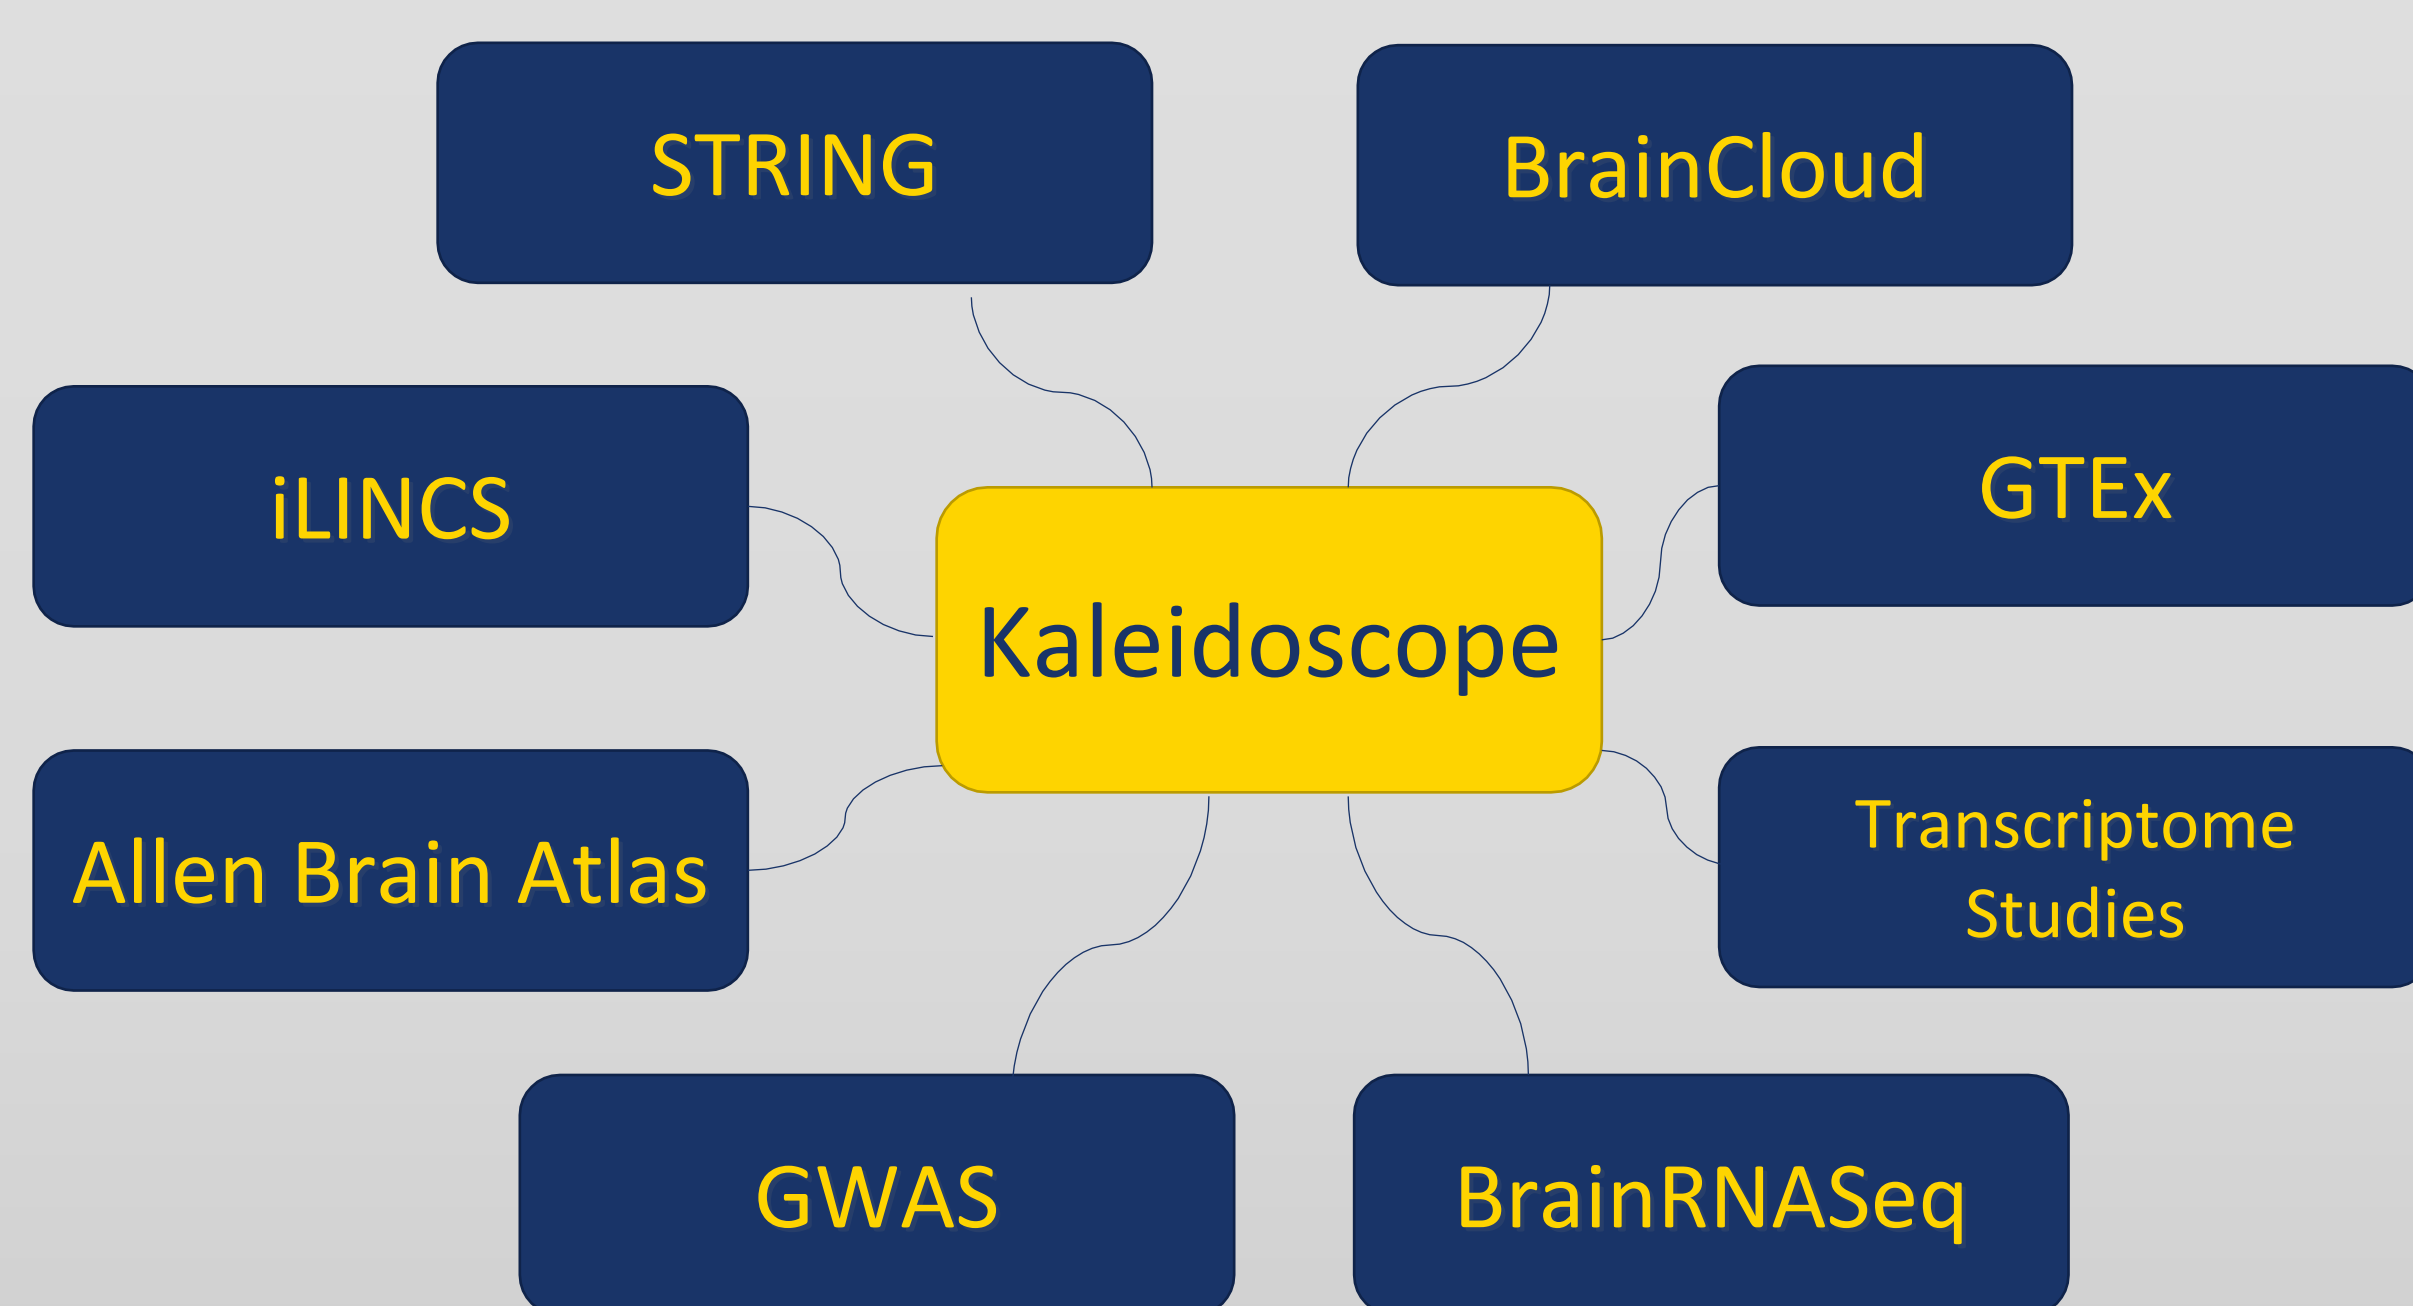 STRING
BrainCloud
iLINCS
GTEx
Kaleidoscope
Allen Brain Atlas
Transcriptome
Studies
GWAS
BrainRNASeq